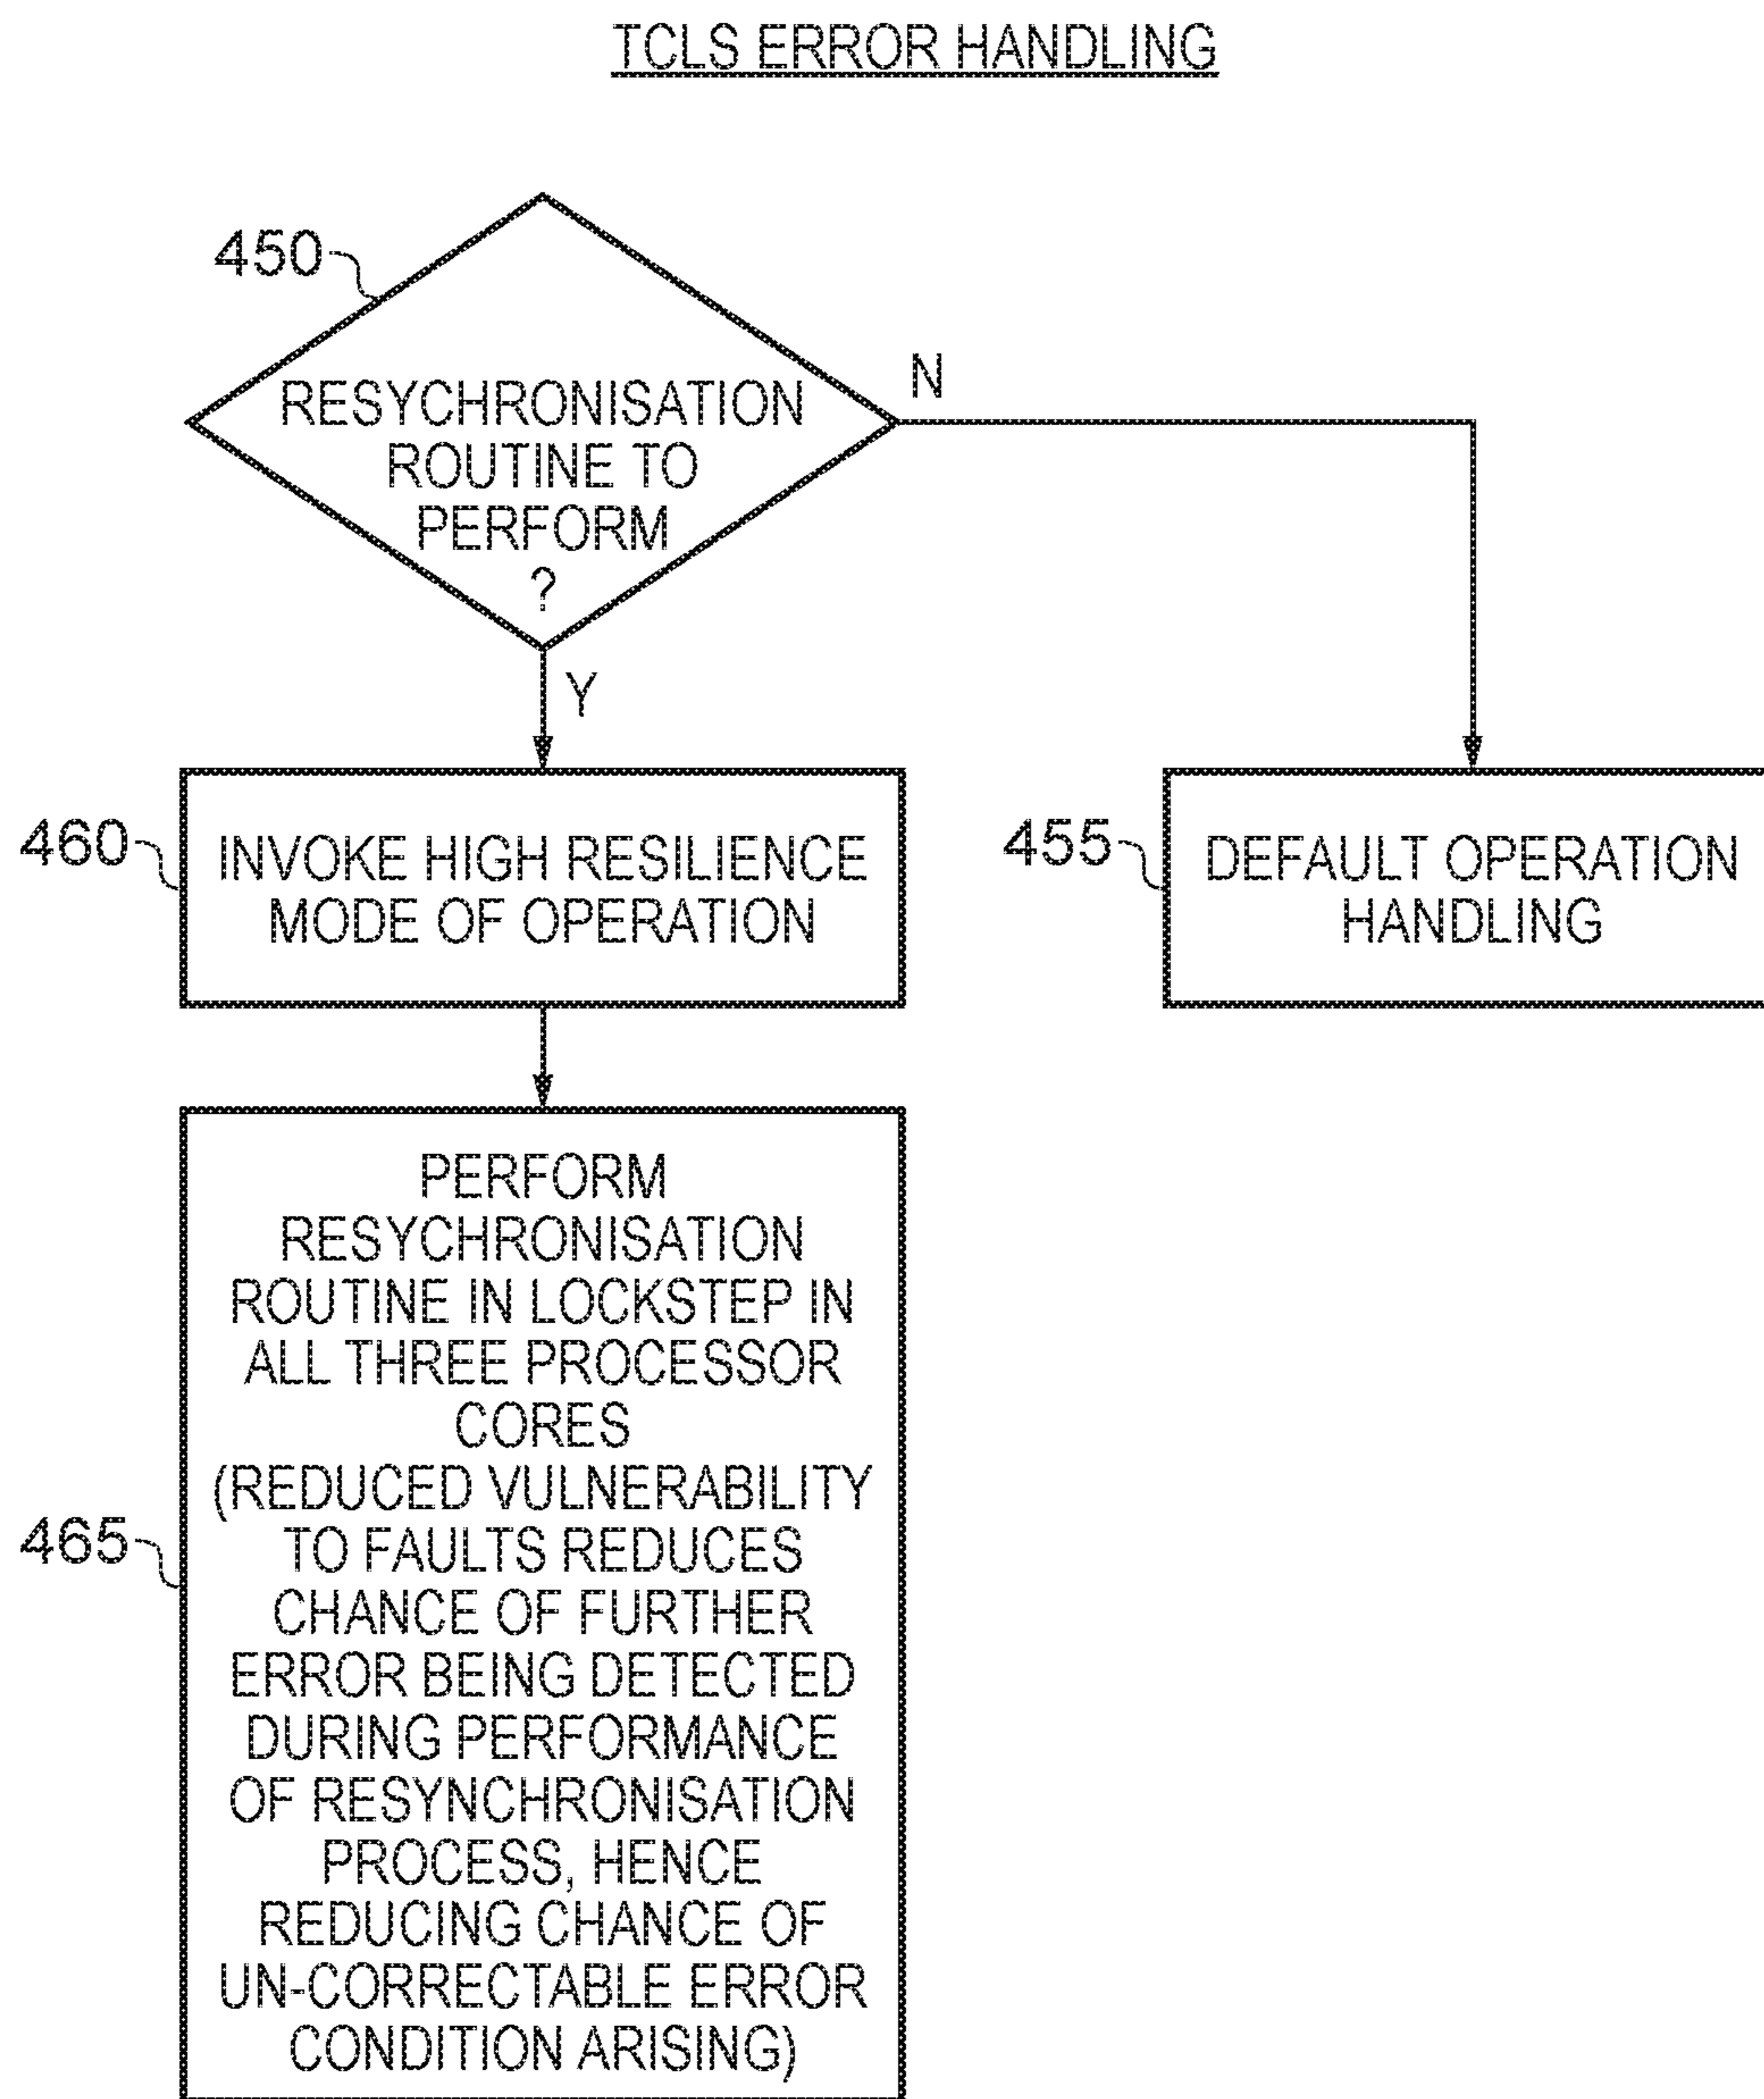 TCLS ERROR HANDLING
450
RESYCHRONISATION
ROUTINE TO
PERFORM
?
N
Y
460
INVOKE HIGH RESILIENCE
MODE OF OPERATION
455
DEFAULT OPERATION
HANDLING
465
PERFORM
RESYCHRONISATION
ROUTINE IN LOCKSTEP IN
ALL THREE PROCESSOR
CORES
(REDUCED VULNERABILITY
TO FAULTS REDUCES
CHANCE OF FURTHER
ERROR BEING DETECTED
DURING PERFORMANCE
OF RESYNCHRONISATION
PROCESS, HENCE
REDUCING CHANCE OF
UN-CORRECTABLE ERROR
CONDITION ARISING)